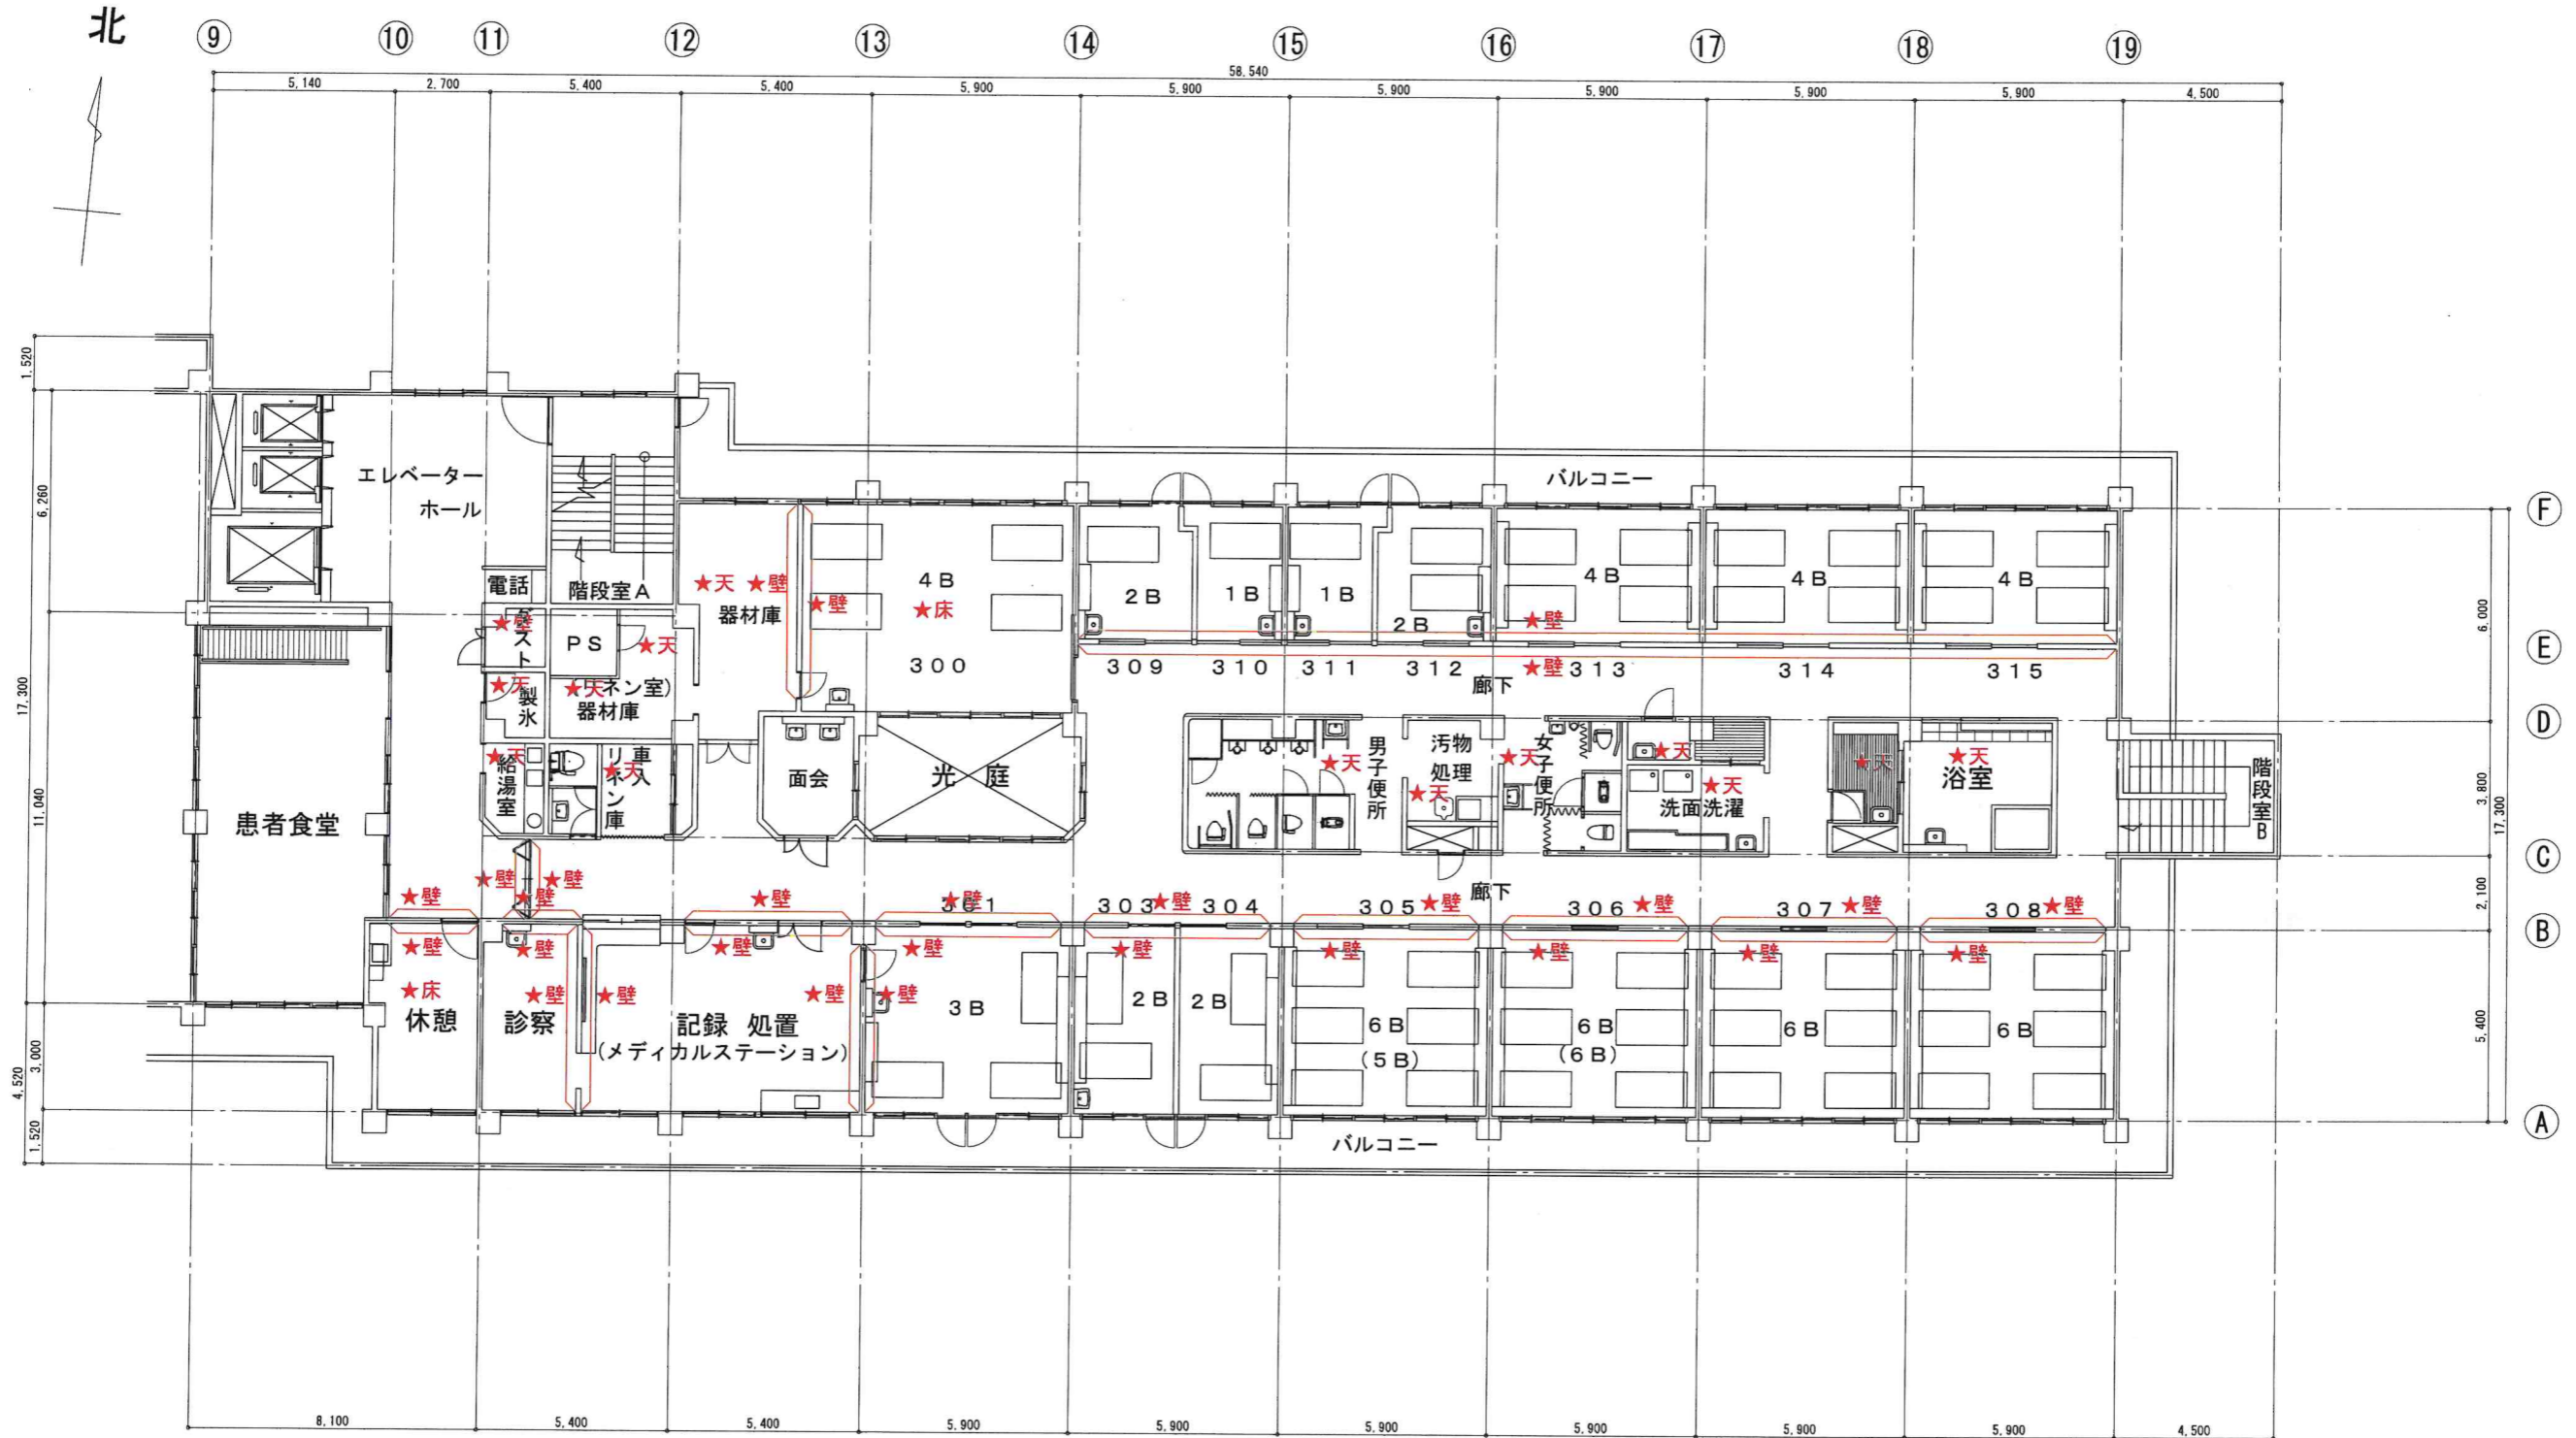 北
⑨ ⑩ ⑪ ⑫ ⑬ ⑭ ⑮ ⑯ ⑰ ⑱ ⑲
58,540
5,140 2,700 5,400 5,400 5,900 5,900 5,900 5,900 5,900 5,900 4,500
1,520
6,260
17,300
11,040
4,520
3,000
1,520
エレベーター
ホール
電話
階段室A
ダスト
★壁
PS
★天
★天
製氷
★天
(リネン室)
器材庫
★天
給湯室
★天
車入
リネン庫
★天 ★壁
器材庫
★壁
4B
★床
300
面会
光庭
バルコニー
2B
1B
1B
2B
4B
4B
4B
★壁
309 310 311 312 313 314 315
★壁
廊下
男子便所
★天
汚物
処理
★天
女子便所
★天
★天
★天
洗面洗濯
★天
★天
浴室
階段室B
患者食堂
★壁
★壁
★壁
★壁
★壁
★壁
★壁
★壁
★壁
★壁
★壁
廊下
301 303 304 305 306 307 308
★壁
★壁
★壁
★壁
★壁
★壁
★壁
★壁
★壁
★床
休憩
★壁
診察
★壁
★壁
★壁
記録 処置
(メディカルステーション)
3B
2B
2B
6B
(5B)
6B
(6B)
6B
6B
バルコニー
Ⓕ
Ⓔ
Ⓓ
Ⓒ
Ⓑ
Ⓐ
6,000
3,800
17,300
2,100
5,400
8,100 5,400 5,400 5,900 5,900 5,900 5,900 5,900 5,900 4,500